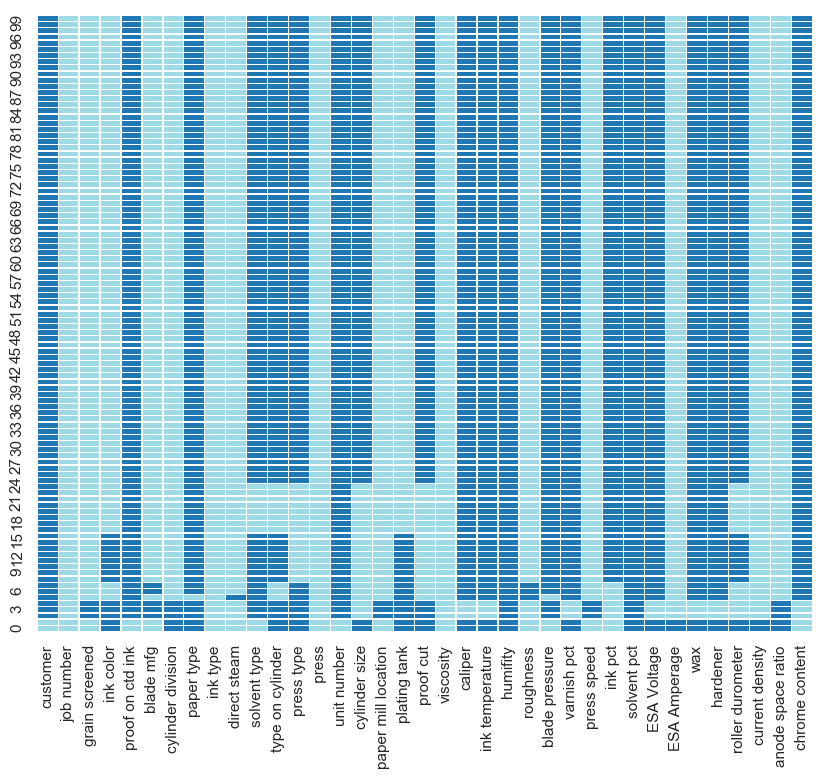 99
96
93
90
87
84
81
78
75
72
69
66
63
60
57
54
51
48
45
42
39
36
33
30
27
24
21
18
15
12
9
6
3
0
customer
job number
grain screened
ink color
proof on ctd ink
blade mfg
cylinder division
paper type
ink type
direct steam
solvent type
type on cylinder
press type
press
unit number
cylinder size
paper mill location
plating tank
proof cut
viscosity
caliper
ink temperature
humifity
roughness
blade pressure
varnish pct
press speed
ink pct
solvent pct
ESA Voltage
ESA Amperage
wax
hardener
roller durometer
current density
anode space ratio
chrome content